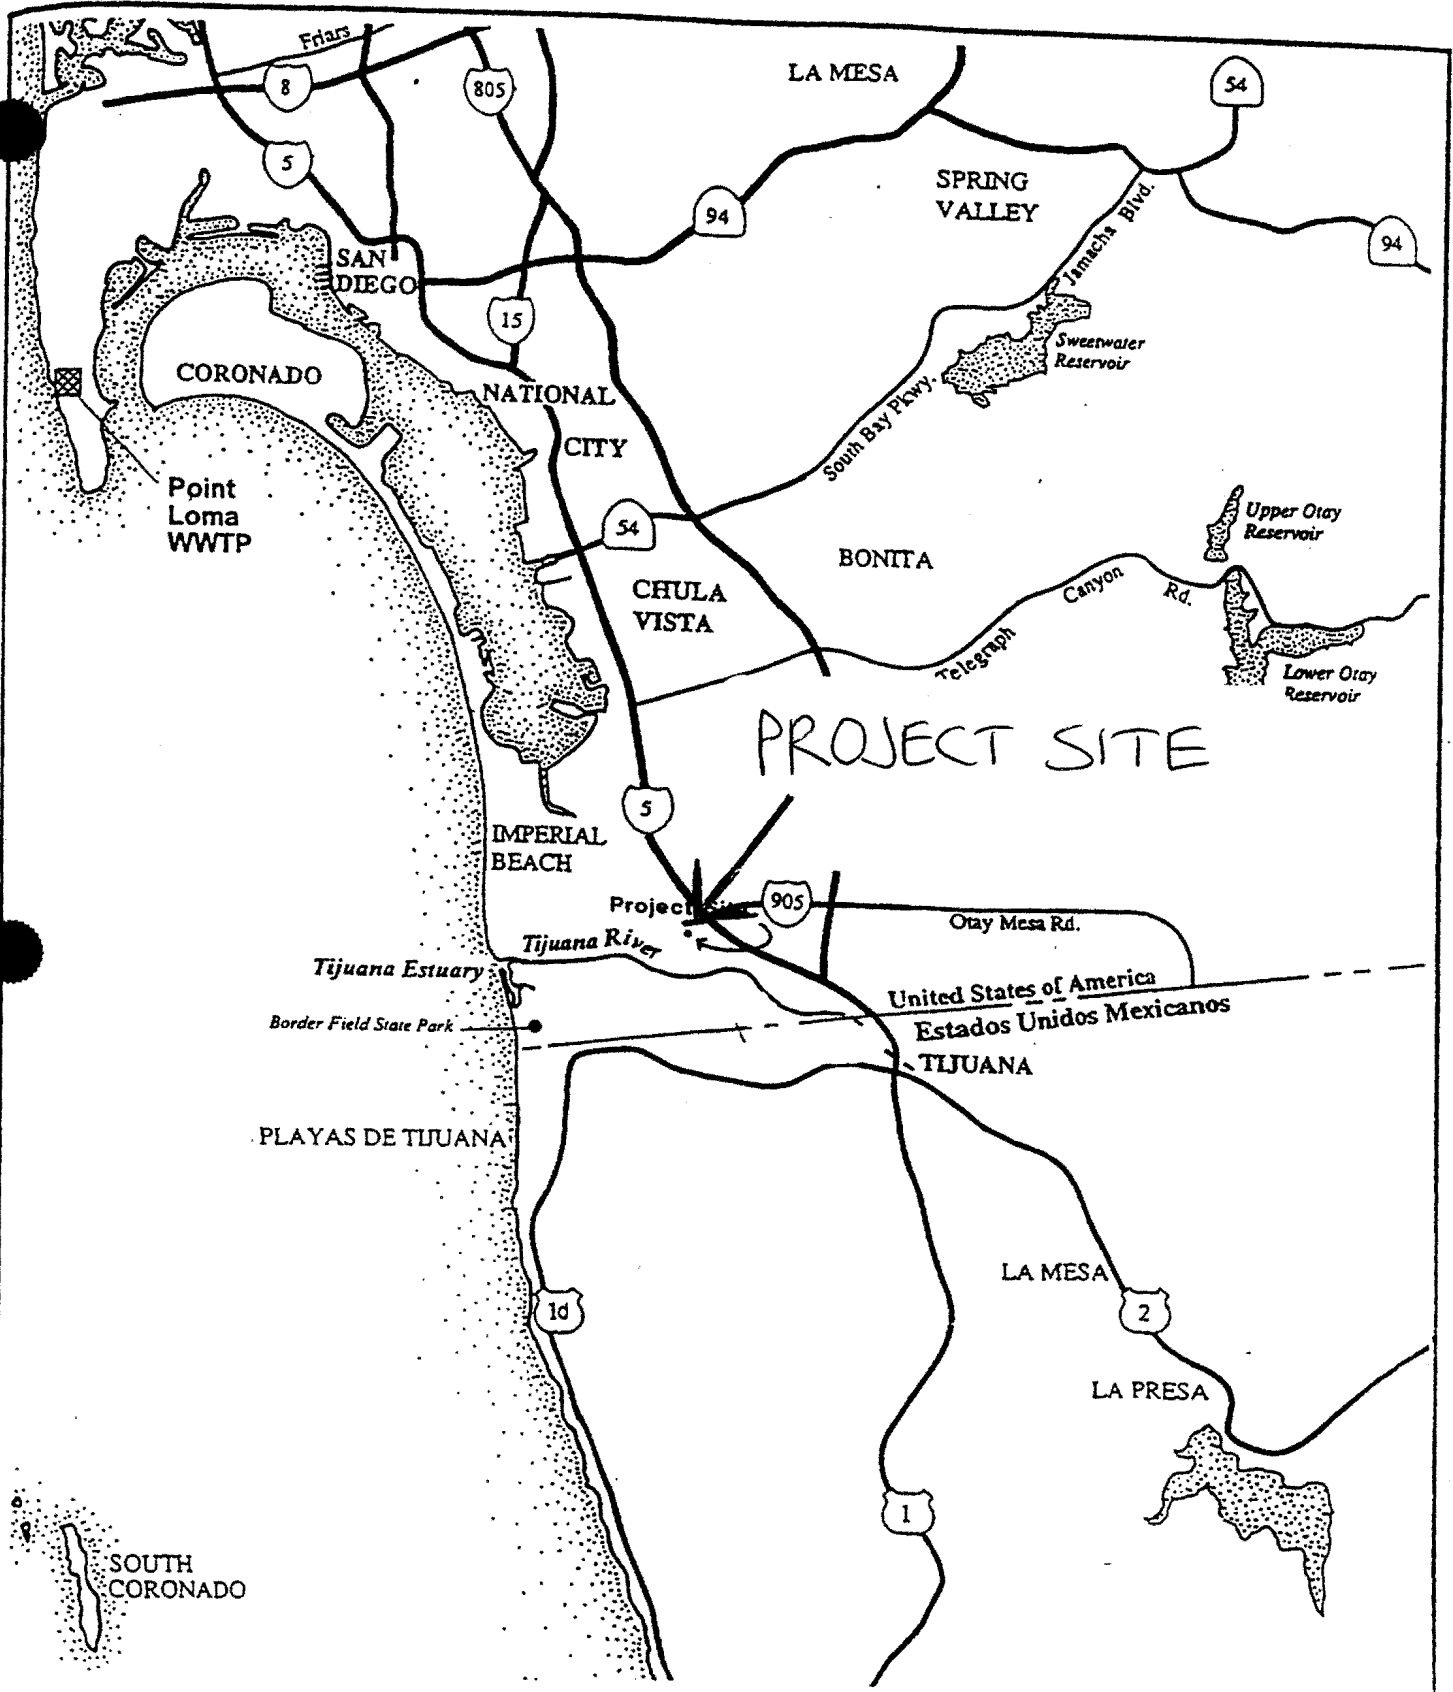 Friars
8
805
LA MESA
54
5
SPRING
VALLEY
94
Jamacha Blvd.
94
SAN
DIEGO
15
Sweetwater
Reservoir
CORONADO
NATIONAL
CITY
South Bay Pkwy.
Point
Loma
WWTP
54
Upper Otay
Reservoir
BONITA
CHULA
VISTA
Telegraph Canyon Rd.
Lower Otay
Reservoir
PROJECT SITE
5
IMPERIAL
BEACH
Project Site
905
Otay Mesa Rd.
Tijuana River
Tijuana Estuary
United States of America
Estados Unidos Mexicanos
Border Field State Park
TIJUANA
PLAYAS DE TIJUANA
LA MESA
1d
2
LA PRESA
1
SOUTH
CORONADO